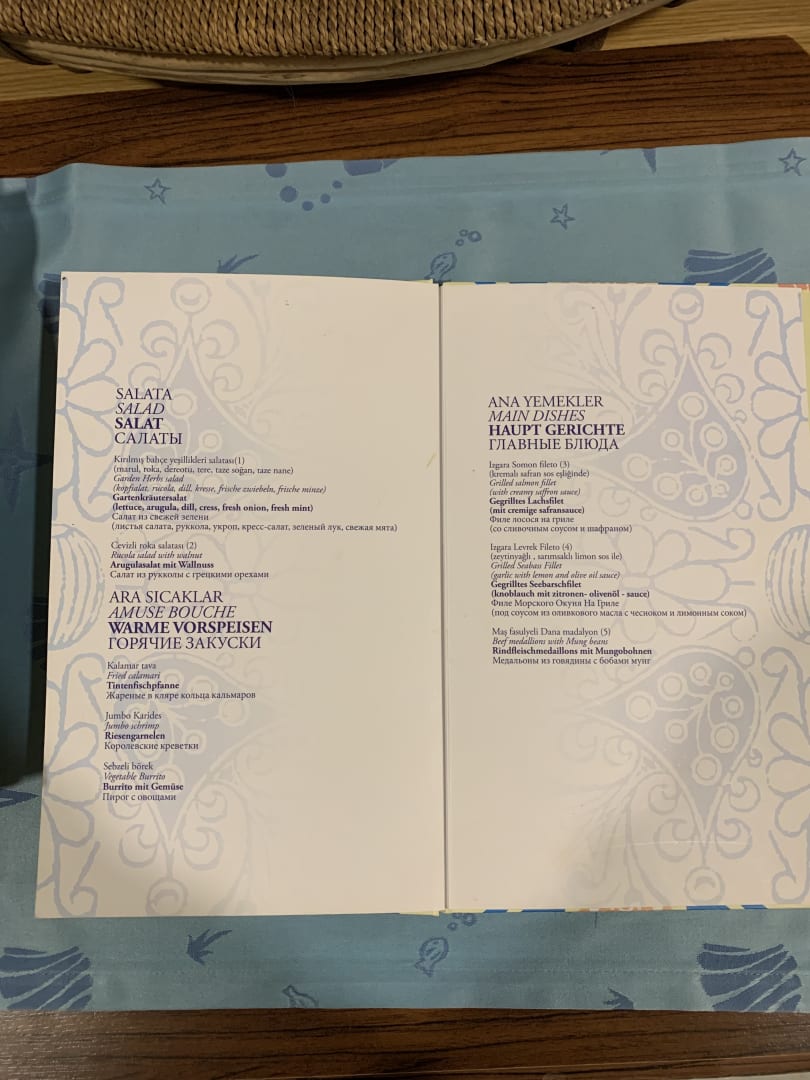 SALATA
SALAD
SALAT
САЛАТЫ
Kırılmış bahçe yeşillikleri salatası(1)
(marul, roka, dereotu, tere, taze soğan, taze nane)
Garden Herbs salad
(kopfsalat, rucola, dill, kresse, frische zwiebeln, frische minze)
Gartenkräutersalat
(lettuce, arugula, dill, cress, fresh onion, fresh mint)
Салат из свежей зелени
(листья салата, руккола, укроп, кресс-салат, зеленый лук, свежая мята)
Cevizli roka salatası (2)
Rucola salad with walnut
Arugulasalat mit Wallnuss
Салат из рукколы с грецкими орехами
ARA SICAKLAR
AMUSE BOUCHE
WARME VORSPEISEN
ГОРЯЧИЕ ЗАКУСКИ
Kalamar tava
Fried calamari
Tintenfischpfanne
Жареные в кляре кольца кальмаров
Jumbo Karides
Jumbo schrimp
Riesengarnelen
Королевские креветки
Sebzeli börek
Vegetable Burrito
Burrito mit Gemüse
Пирог с овощами
ANA YEMEKLER
MAIN DISHES
HAUPT GERICHTE
ГЛАВНЫЕ БЛЮДА
Izgara Somon fileto (3)
(kremalı safran sos eşliğinde)
Grilled salmon fillet
(with creamy saffron sauce)
Gegrilltes Lachsfilet
(mit cremige safransauce)
Филе лосося на гриле
(со сливочным соусом и шафраном)
Izgara Levrek Fileto (4)
(zeytinyağlı , sarımsaklı limon sos ile)
Grilled Seabass Fillet
(garlic with lemon and olive oil sauce)
Gegrilltes Seebarschfilet
(knoblauch mit zitronen- olivenöl - sauce)
Филе Морского Окуня На Гриле
(под соусом из оливкового масла с чесноком и лимонным соком)
Maş fasulyeli Dana madalyon (5)
Beef medallions with Mung beans
Rindfleischmedaillons mit Mungobohnen
Медальоны из говядины с бобами мунг